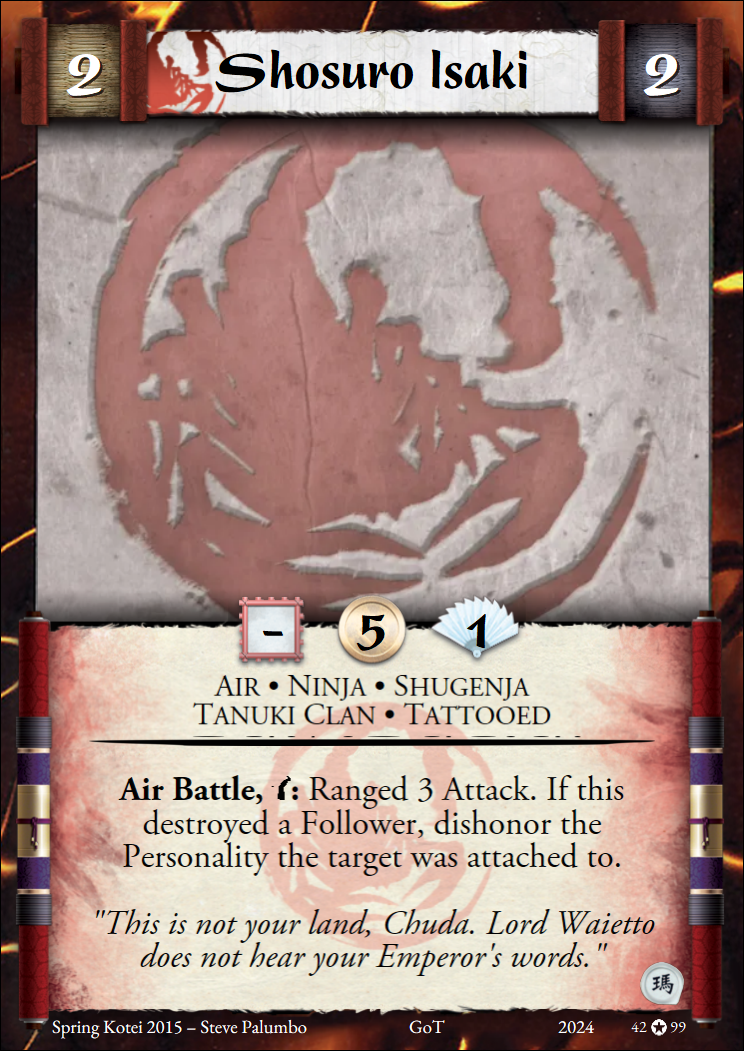 2 Shosuro Isaki 2
- 5 1
Air • Ninja • Shugenja
Tanuki Clan • Tattooed
Air Battle, : Ranged 3 Attack. If this
destroyed a Follower, dishonor the
Personality the target was attached to.
"This is not your land, Chuda. Lord Waietto
does not hear your Emperor's words."
瑪
Spring Kotei 2015 – Steve Palumbo GoT 2024 42 ✪ 99